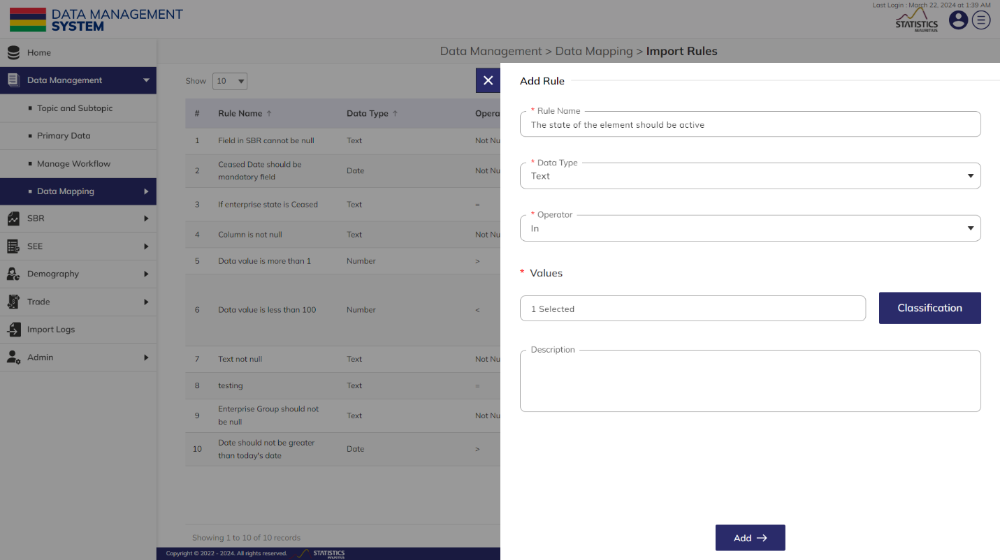 Last Login : March 22, 2024 at 1:39 AM
DATA MANAGEMENT
SYSTEM
STATISTICS
MAURITIUS
Home
Data Management
Topic and Subtopic
Primary Data
Manage Workflow
Data Mapping
SBR
SEE
Demography
Trade
Import Logs
Admin
Data Management > Data Mapping > Import Rules
Show 10
# Rule Name ↑ Data Type ↑ Opera
1 Field in SBR cannot be null Text Not Nu
2 Ceased Date should be
mandatory field Date Not Nu
3 If enterprise state is Ceased Text =
4 Column is not null Text Not Nu
5 Data value is more than 1 Number >
6 Data value is less than 100 Number <
7 Text not null Text Not Nu
8 testing Text =
9 Enterprise Group should not
be null Text Not Nu
10 Date should not be greater
than today's date Date >
Showing 1 to 10 of 10 records
Copyright © 2022 - 2024. All rights reserved. STATISTICS
MAURITIUS
Add Rule
* Rule Name
The state of the element should be active
* Data Type
Text
* Operator
In
* Values
1 Selected
Classification
Description
Add →